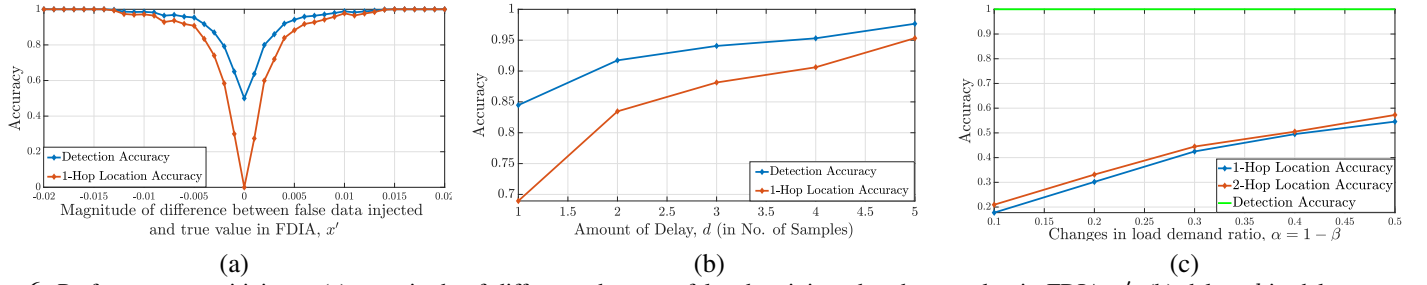 1
0.8
0.6
0.4
0.2
0
Accuracy
Detection Accuracy
1-Hop Location Accuracy
-0.02 -0.015 -0.01 -0.005 0 0.005 0.01 0.015 0.02
Magnitude of difference between false data injected
and true value in FDIA, x′
(a)
1
0.95
0.9
0.85
0.8
0.75
0.7
Accuracy
Detection Accuracy
1-Hop Location Accuracy
1 1.5 2 2.5 3 3.5 4 4.5 5
Amount of Delay, d (in No. of Samples)
(b)
1
0.9
0.8
0.7
0.6
0.5
0.4
0.3
0.2
Accuracy
1-Hop Location Accuracy
2-Hop Location Accuracy
Detection Accuracy
0.1 0.15 0.2 0.25 0.3 0.35 0.4 0.45 0.5
Changes in load demand ratio, α = 1 − β
(c)